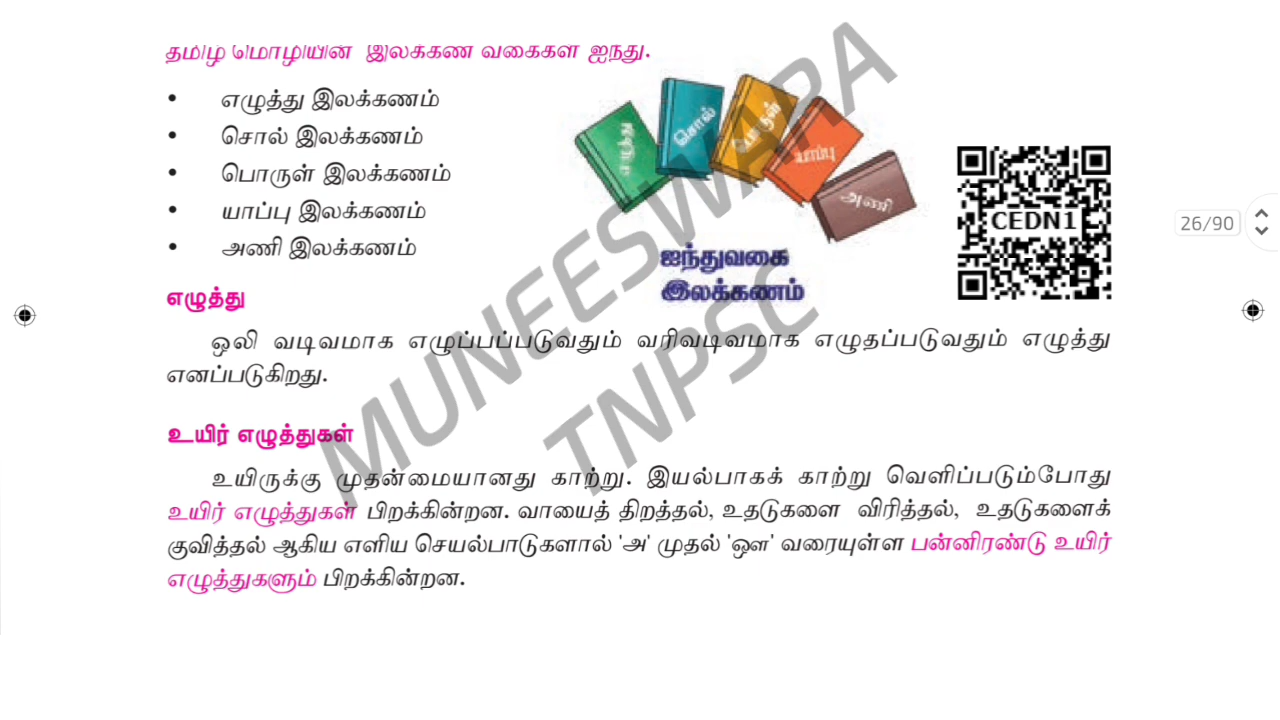 தமிழ் மொழியின் இலக்கண வகைகள் ஐந்து.
• எழுத்து இலக்கணம்
• சொல் இலக்கணம்
• பொருள் இலக்கணம்
• யாப்பு இலக்கணம்
• அணி இலக்கணம்
எழுத்து
சொல்
பொருள்
யாப்பு
அணி
ஐந்துவகை
இலக்கணம்
CEDN1
26/90
எழுத்து
ஒலி வடிவமாக எழுப்பப்படுவதும் வரிவடிவமாக எழுதப்படுவதும் எழுத்து
எனப்படுகிறது.
உயிர் எழுத்துகள்
உயிருக்கு முதன்மையானது காற்று. இயல்பாகக் காற்று வெளிப்படும்போது
உயிர் எழுத்துகள் பிறக்கின்றன. வாயைத் திறத்தல், உதடுகளை விரித்தல், உதடுகளைக்
குவித்தல் ஆகிய எளிய செயல்பாடுகளால் 'அ' முதல் 'ஔ' வரையுள்ள பன்னிரண்டு உயிர்
எழுத்துகளும் பிறக்கின்றன.
MUNEESWARA
TNPSC